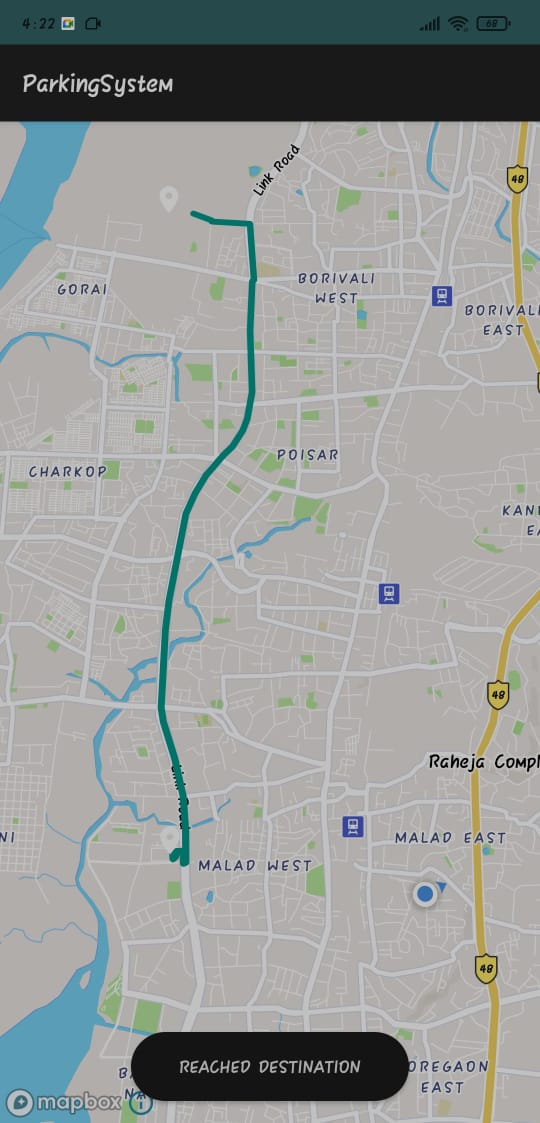 4:22
68
ParkingSystem
Link Road
48
BORIVALI
WEST
GORAI
BORIVALI
EAST
POISAR
CHARKOP
KAN
EA
48
Raheja Compl
Link Road
NI
MALAD EAST
MALAD WEST
48
REACHED DESTINATION
OREGAON
EAST
BA
N
mapbox
i